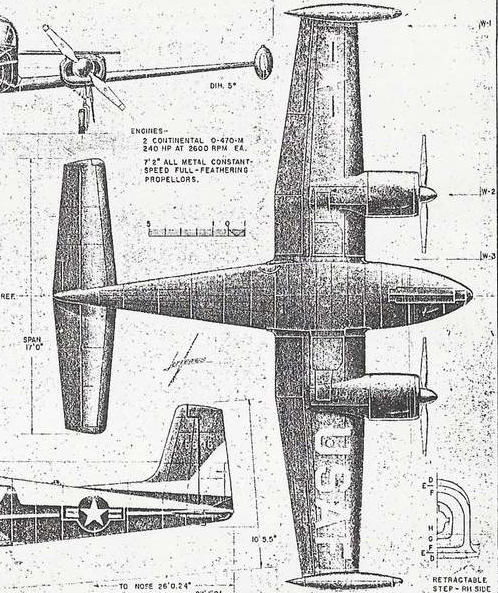 W-1
DIH. 5°
ENGINES-
2 CONTINENTAL O-470-M
240 HP AT 2600 RPM EA.
7'2" ALL METAL CONSTANT-
SPEED FULL-FEATHERING
PROPELLORS.
W-2
5 0 1
W-3
REF.
SPAN
17'0"
USAF
D
E
F
H
G
F
E
D
10' 5.5"
RETRACTABLE
STEP - RH SIDE
TO NOSE 26'0.24"